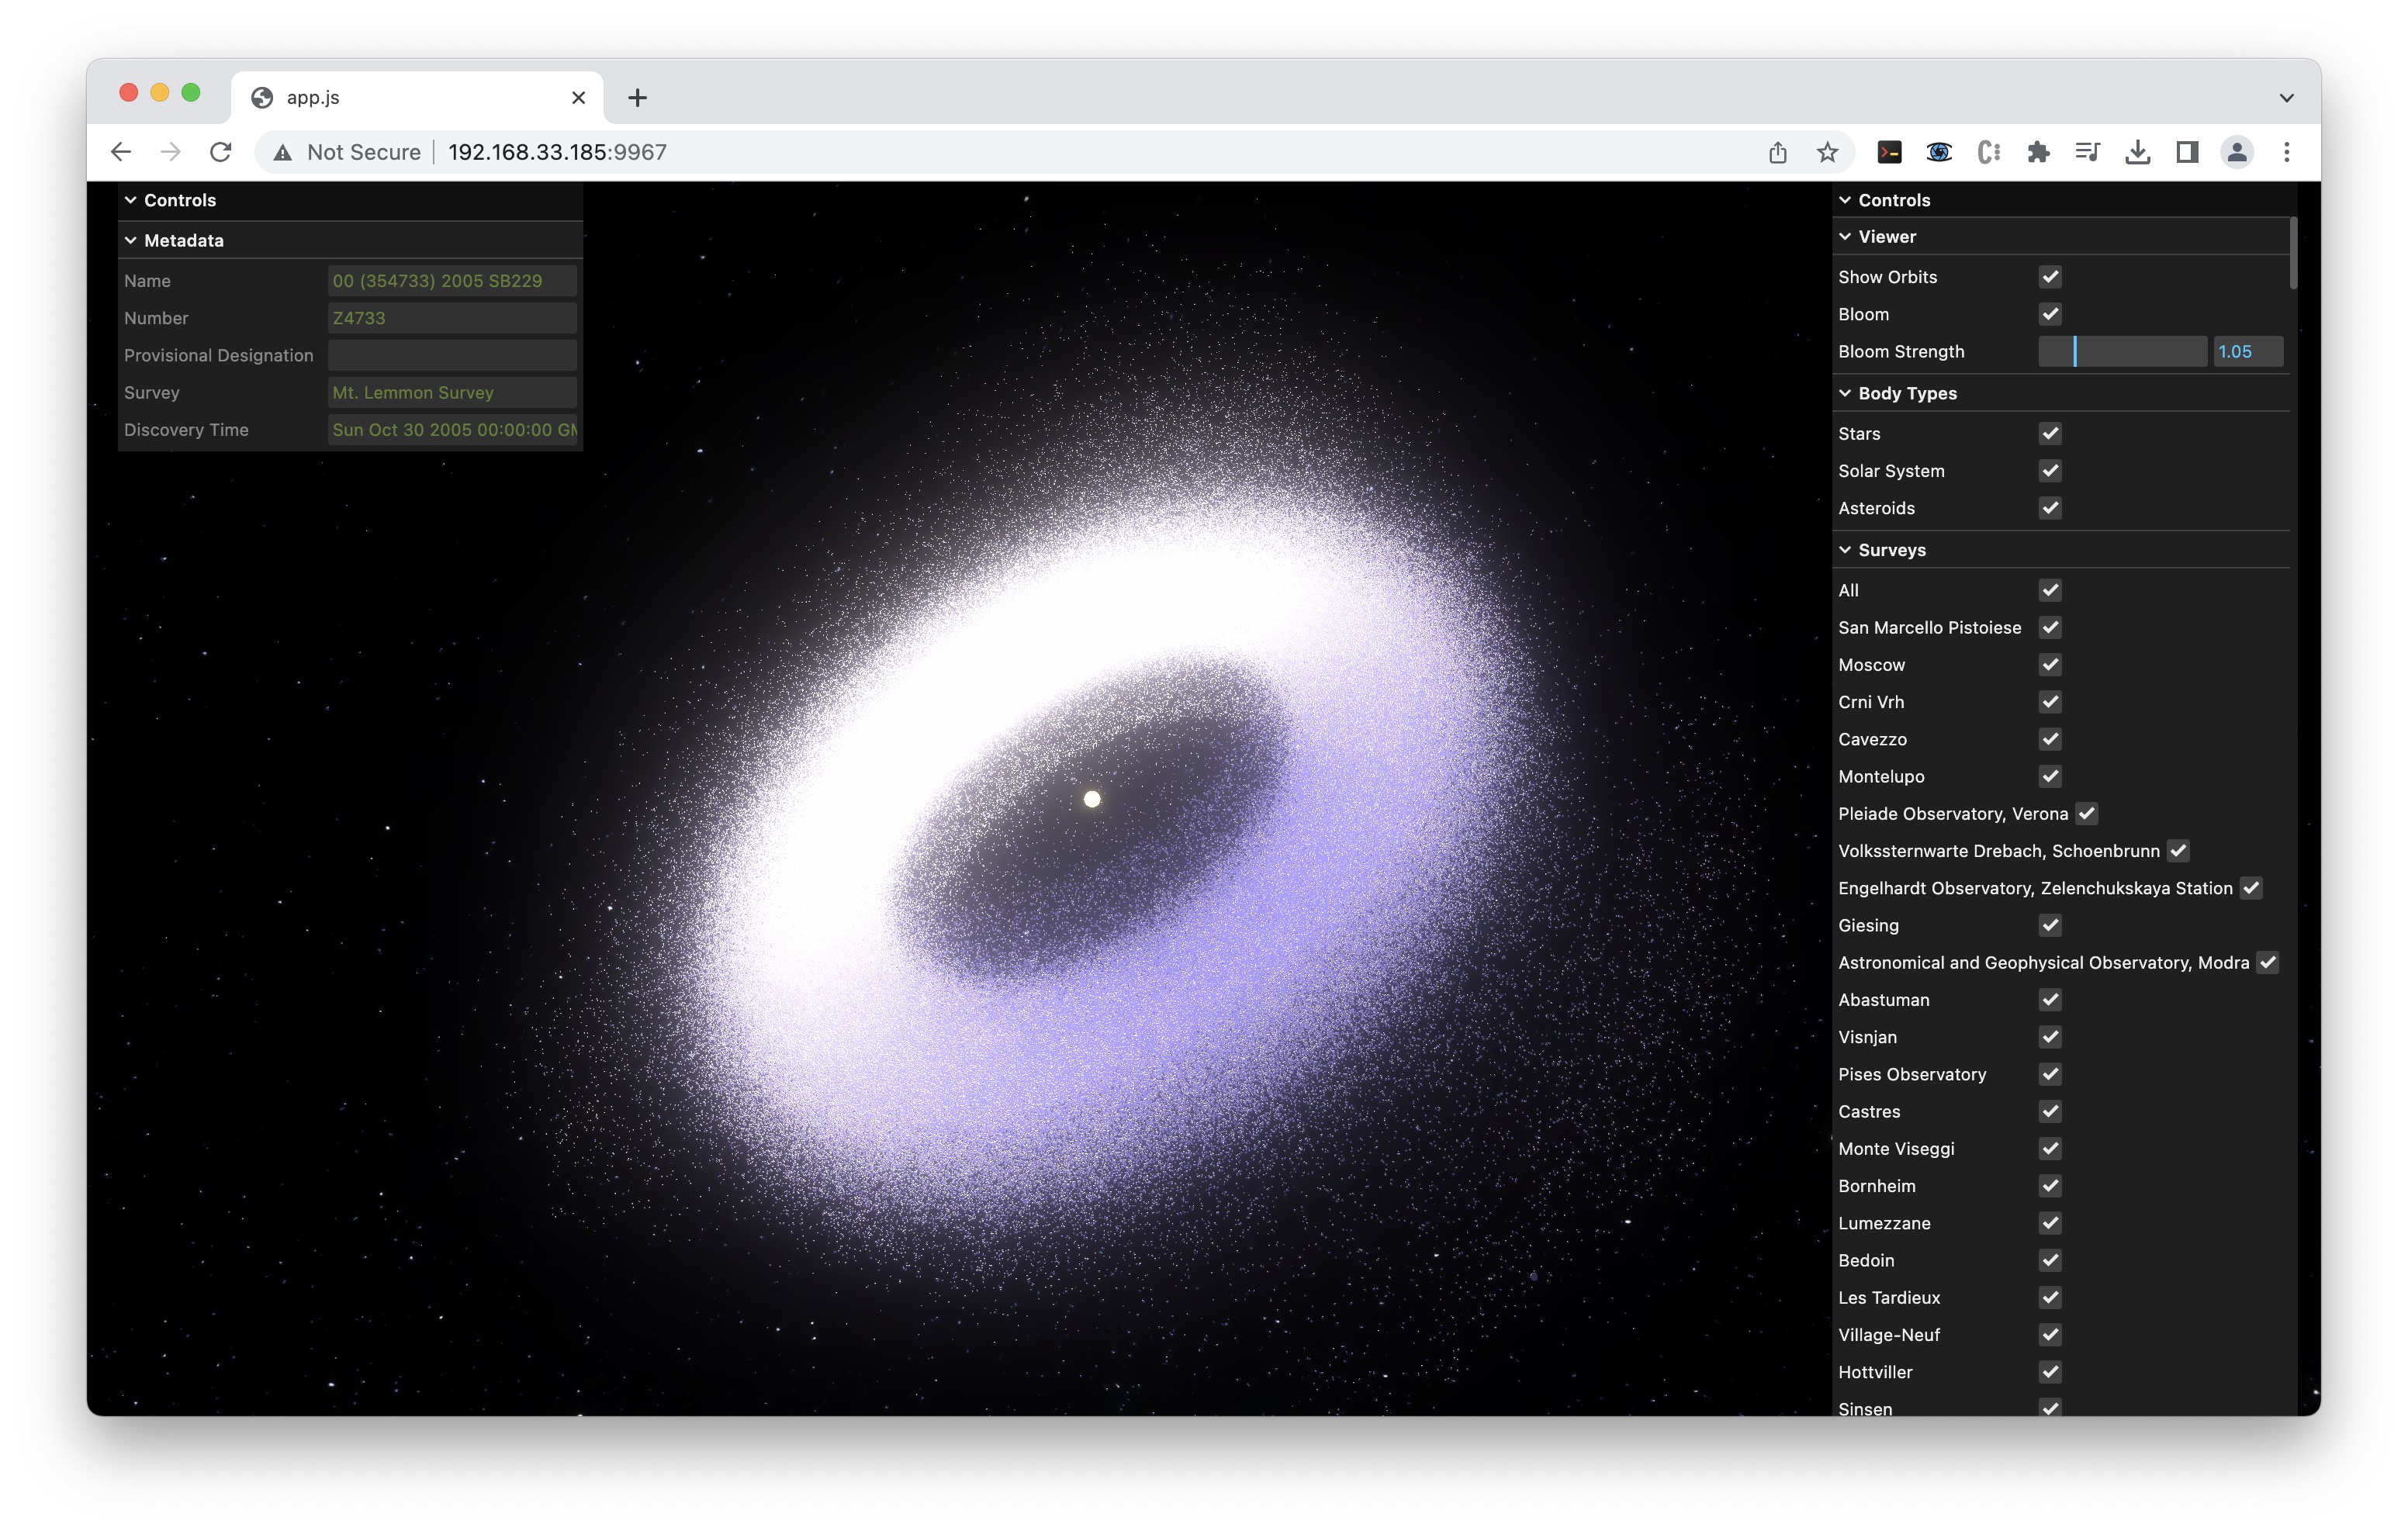 app.js
Not Secure
192.168.33.185:9967
Controls
Metadata
Name 00 (354733) 2005 SB229
Number Z4733
Provisional Designation
Survey Mt. Lemmon Survey
Discovery Time Sun Oct 30 2005 00:00:00 GM
Controls
Viewer
Show Orbits
Bloom
Bloom Strength 1.05
Body Types
Stars
Solar System
Asteroids
Surveys
All
San Marcello Pistoiese
Moscow
Crni Vrh
Cavezzo
Montelupo
Pleiade Observatory, Verona
Volkssternwarte Drebach, Schoenbrunn
Engelhardt Observatory, Zelenchukskaya Station
Giesing
Astronomical and Geophysical Observatory, Modra
Abastuman
Visnjan
Pises Observatory
Castres
Monte Viseggi
Bornheim
Lumezzane
Bedoin
Les Tardieux
Village-Neuf
Hottviller
Sinsen